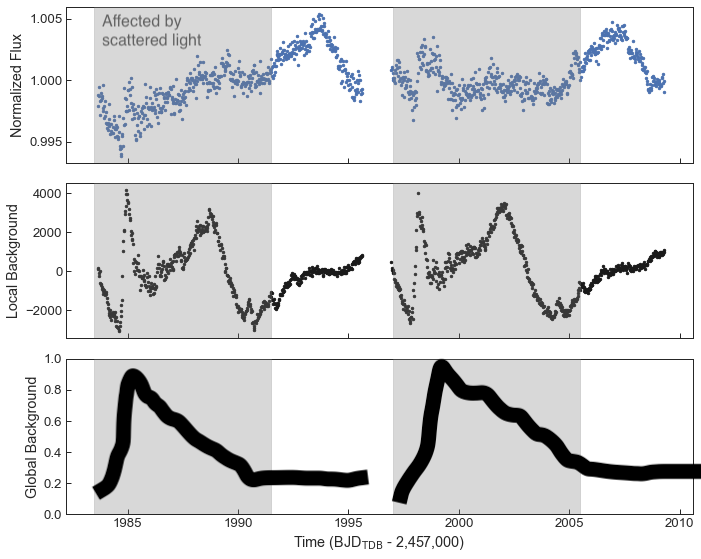 Affected by
scattered light
1.005
1.000
0.995
Normalized Flux
4000
2000
0
−2000
Local Background
1.0
0.8
0.6
0.4
0.2
0.0
Global Background
1985 1990 1995 2000 2005 2010
Time (BJD_TDB - 2,457,000)